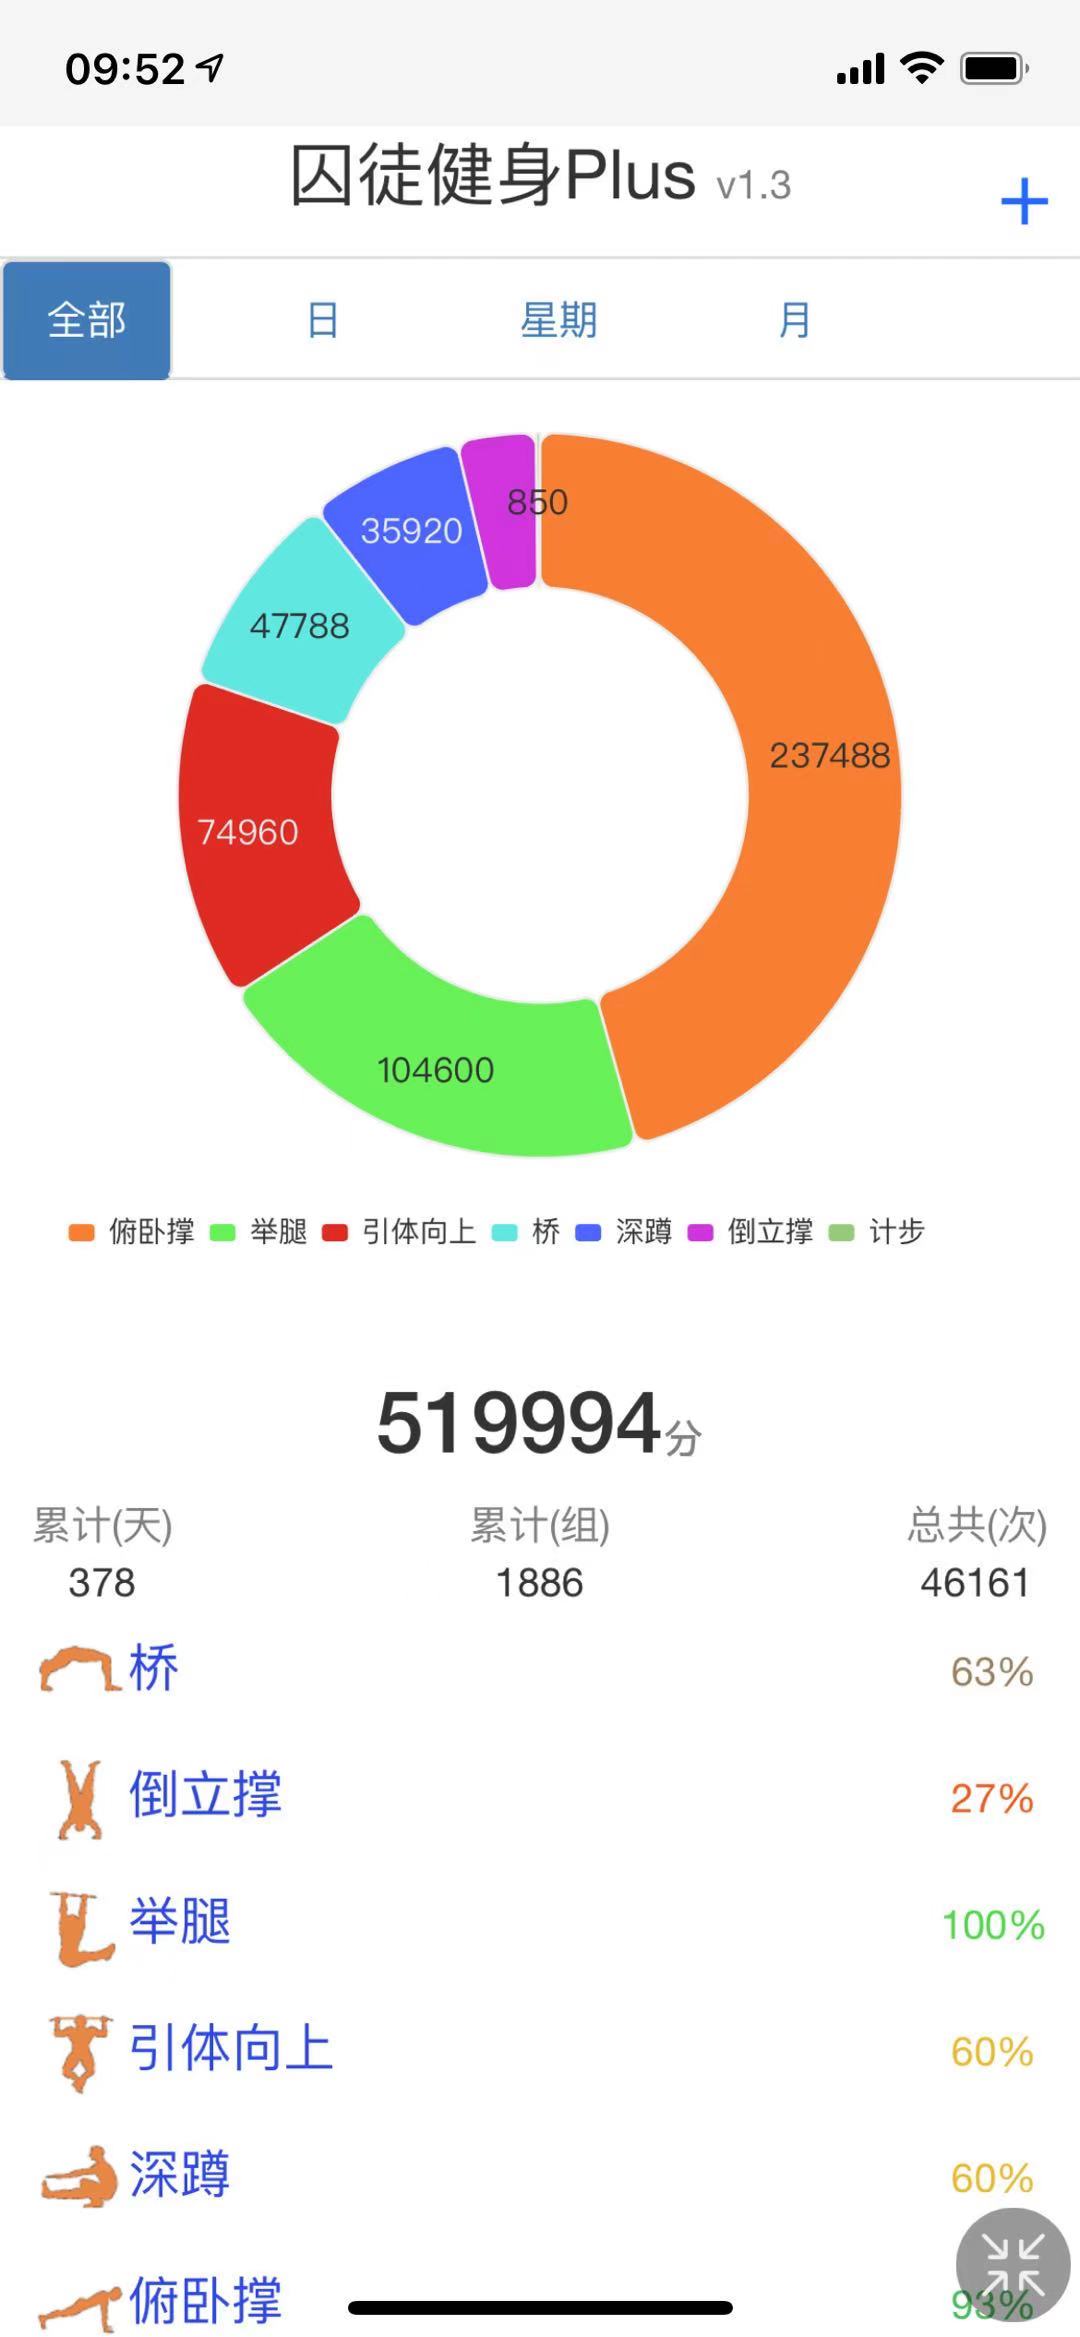 09:52
囚徒健身Plus v1.3
全部 日 星期 月
850
35920
47788
237488
74960
104600
俯卧撑 举腿 引体向上 桥 深蹲 倒立撑 计步
519994分
累计(天) 累计(组) 总共(次)
378 1886 46161
桥 63%
倒立撑 27%
举腿 100%
引体向上 60%
深蹲 60%
俯卧撑 93%